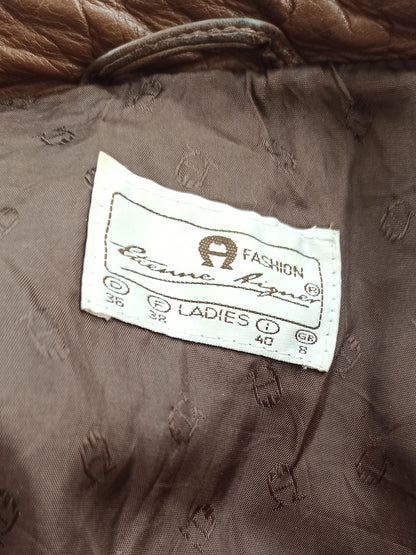 A FASHION
Etienne Aigner ®
D F LADIES I GB
36 38 40 8